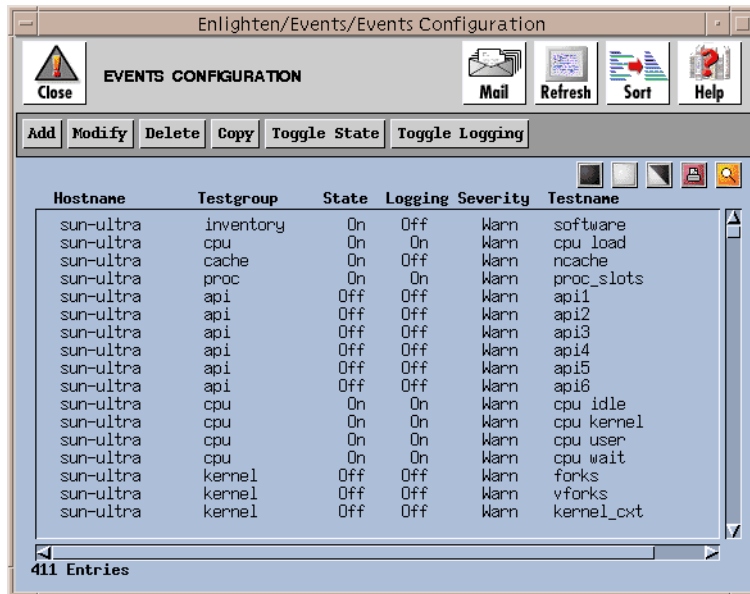 Enlighten/Events/Events Configuration
Close EVENTS CONFIGURATION Mail Refresh Sort Help
Add Modify Delete Copy Toggle State Toggle Logging
Hostname Testgroup State Logging Severity Testname
sun-ultra inventory On Off Warn software
sun-ultra cpu On On Warn cpu load
sun-ultra cache On Off Warn ncache
sun-ultra proc On On Warn proc_slots
sun-ultra api Off Off Warn api1
sun-ultra api Off Off Warn api2
sun-ultra api Off Off Warn api3
sun-ultra api Off Off Warn api4
sun-ultra api Off Off Warn api5
sun-ultra api Off Off Warn api6
sun-ultra cpu On On Warn cpu idle
sun-ultra cpu On On Warn cpu kernel
sun-ultra cpu On On Warn cpu user
sun-ultra cpu On On Warn cpu wait
sun-ultra kernel Off Off Warn forks
sun-ultra kernel Off Off Warn vforks
sun-ultra kernel Off Off Warn kernel_cxt
411 Entries